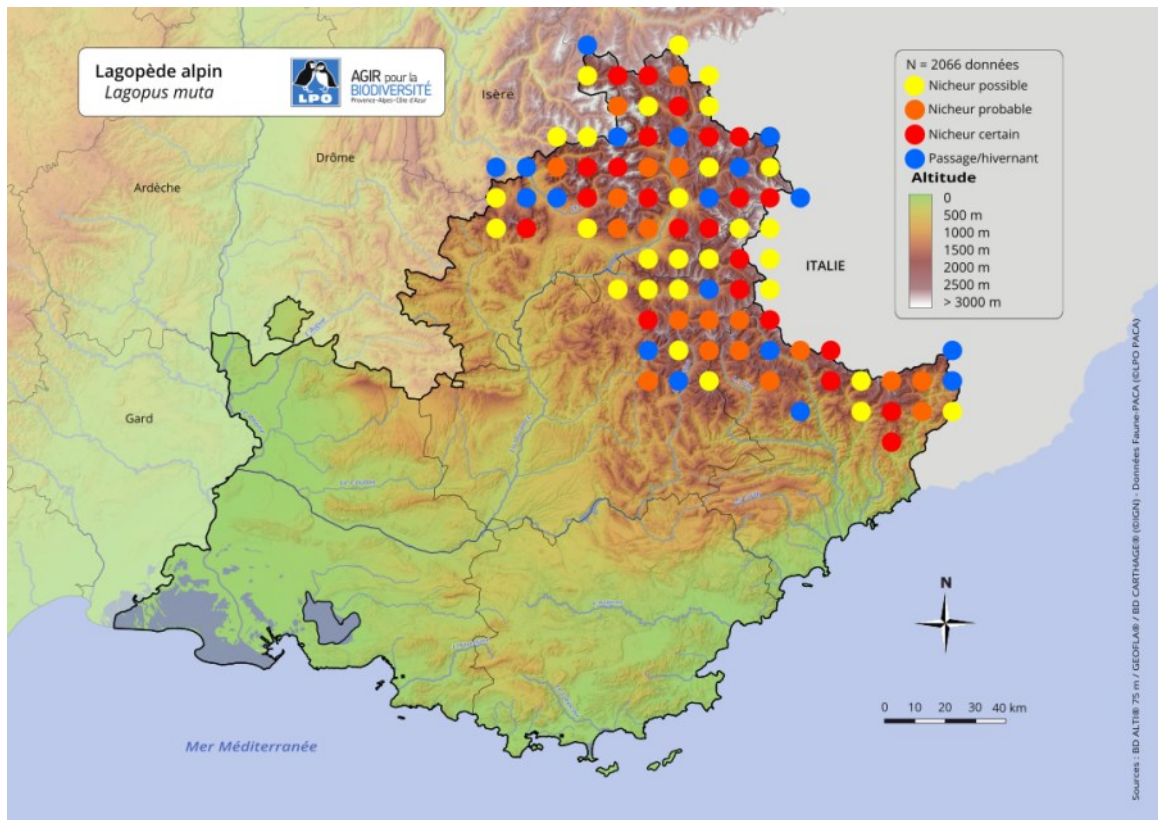 Lagopède alpin
Lagopus muta
LPO
AGIR pour la
BIODIVERSITÉ
Provence-Alpes-Côte d'Azur
N = 2066 données
Nicheur possible
Nicheur probable
Nicheur certain
Passage/hivernant
Altitude
0
500 m
1000 m
1500 m
2000 m
2500 m
> 3000 m
Isère
Drôme
Ardèche
ITALIE
Gard
N
0 10 20 30 40 km
Mer Méditerranée
Sources : BD ALTI® 75 m / GEOFLA® / BD CARTHAGE® (©IGN) - Données Faune-PACA (©LPO PACA)